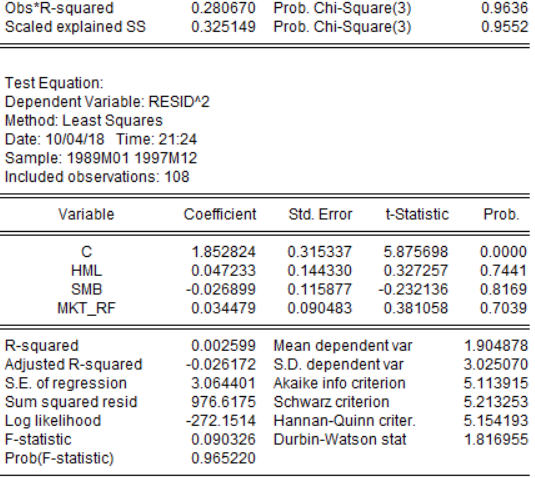 Obs*R-squared 0.280670 Prob. Chi-Square(3) 0.9636
Scaled explained SS 0.325149 Prob. Chi-Square(3) 0.9552
Test Equation:
Dependent Variable: RESID^2
Method: Least Squares
Date: 10/04/18 Time: 21:24
Sample: 1989M01 1997M12
Included observations: 108
Variable Coefficient Std. Error t-Statistic Prob.
C 1.852824 0.315337 5.875698 0.0000
HML 0.047233 0.144330 0.327257 0.7441
SMB -0.026899 0.115877 -0.232136 0.8169
MKT_RF 0.034479 0.090483 0.381058 0.7039
R-squared 0.002599 Mean dependent var 1.904878
Adjusted R-squared -0.026172 S.D. dependent var 3.025070
S.E. of regression 3.064401 Akaike info criterion 5.113915
Sum squared resid 976.6175 Schwarz criterion 5.213253
Log likelihood -272.1514 Hannan-Quinn criter. 5.154193
F-statistic 0.090326 Durbin-Watson stat 1.816955
Prob(F-statistic) 0.965220